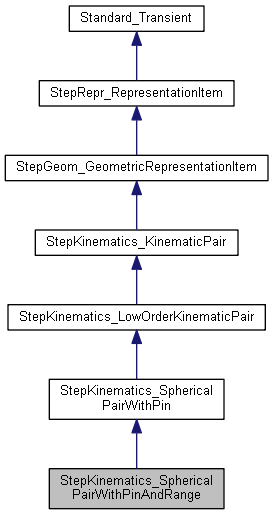 Standard_Transient
StepRepr_RepresentationItem
StepGeom_GeometricRepresentationItem
StepKinematics_KinematicPair
StepKinematics_LowOrderKinematicPair
StepKinematics_Spherical
PairWithPin
StepKinematics_Spherical
PairWithPinAndRange